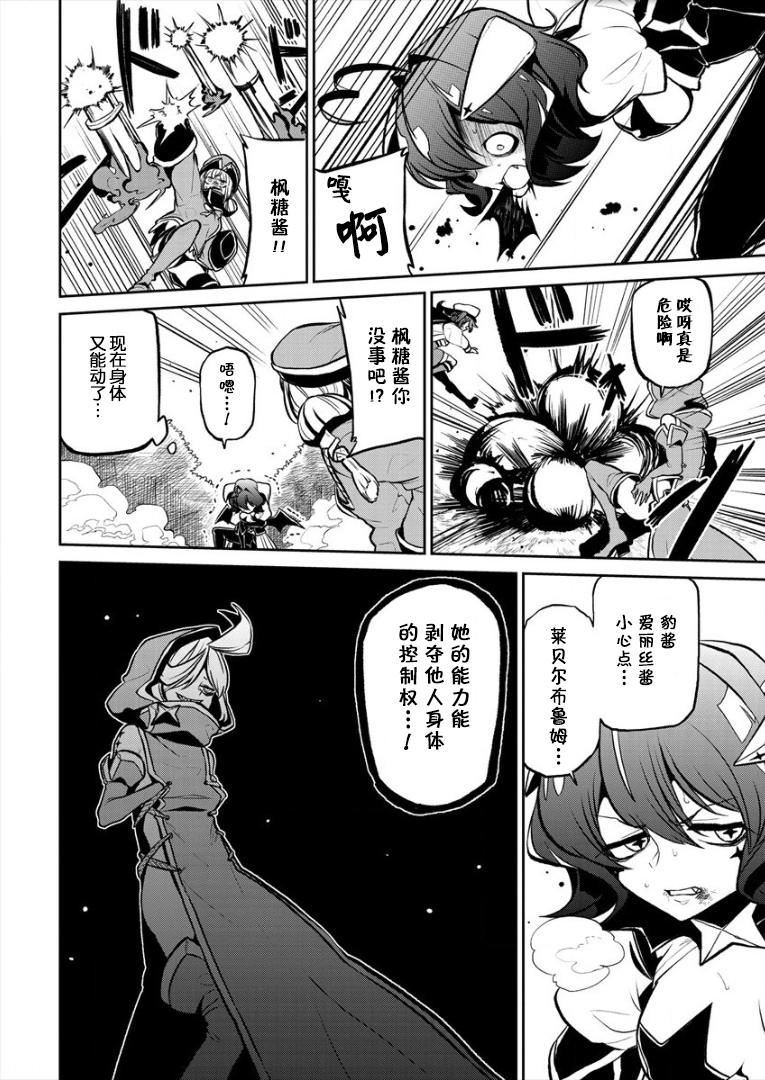 嘎
啊
ドド
枫糖酱!!
哎呀真是
危险啊
枫糖酱你
没事吧!?
唔嗯…!
现在身体
又能动了…
豹酱
爱丽丝酱
小心点…
莱贝尔布鲁姆…
她的能力能
剥夺他人身体
的控制权…!